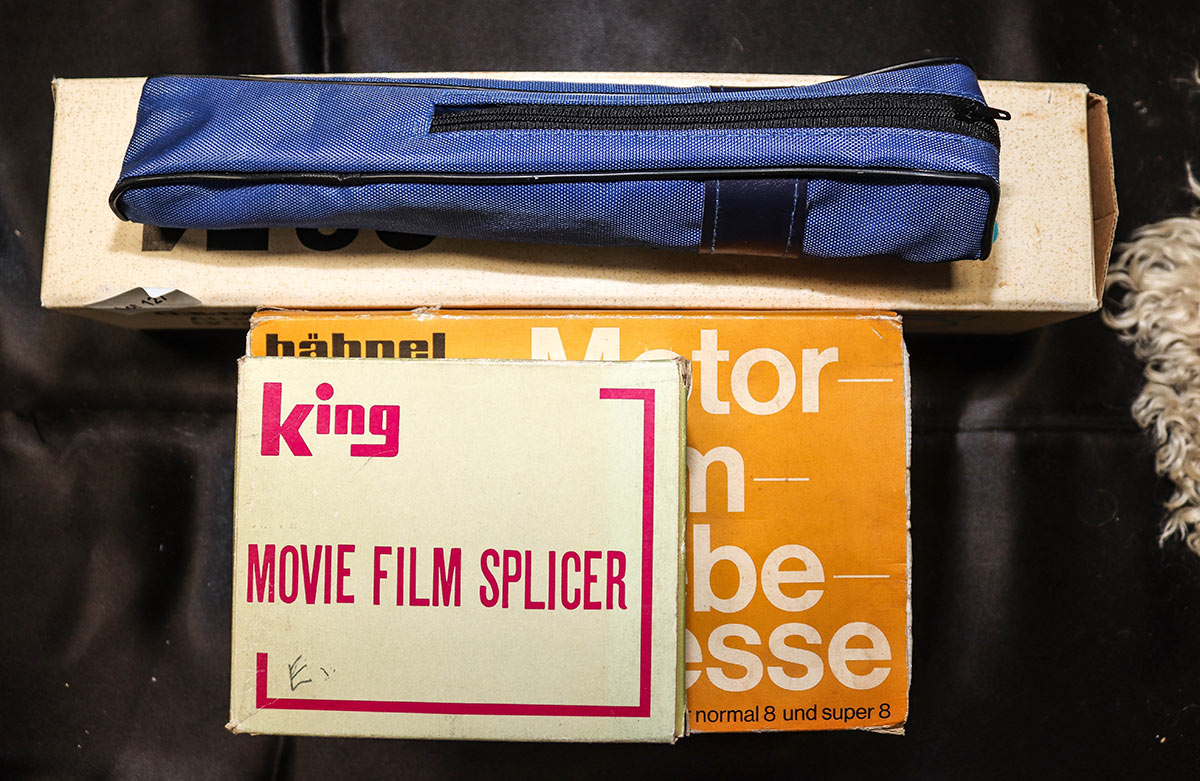 hähnel
Motor—
m—
be—
esse
normal 8 und super 8
King
MOVIE FILM SPLICER
E